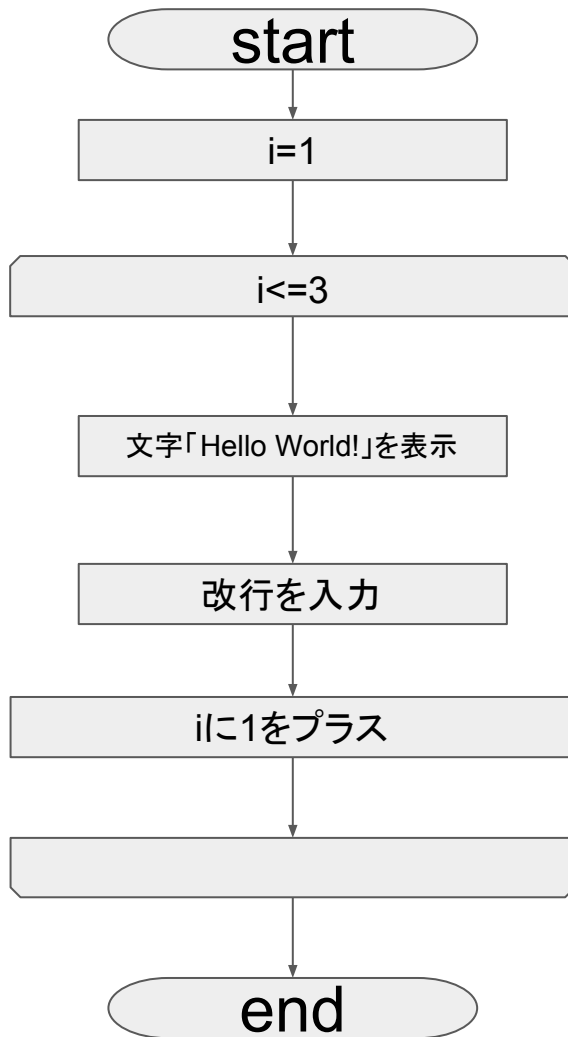 start
i=1
i<=3
文字「Hello World!」を表示
改行を入力
iに1をプラス
end